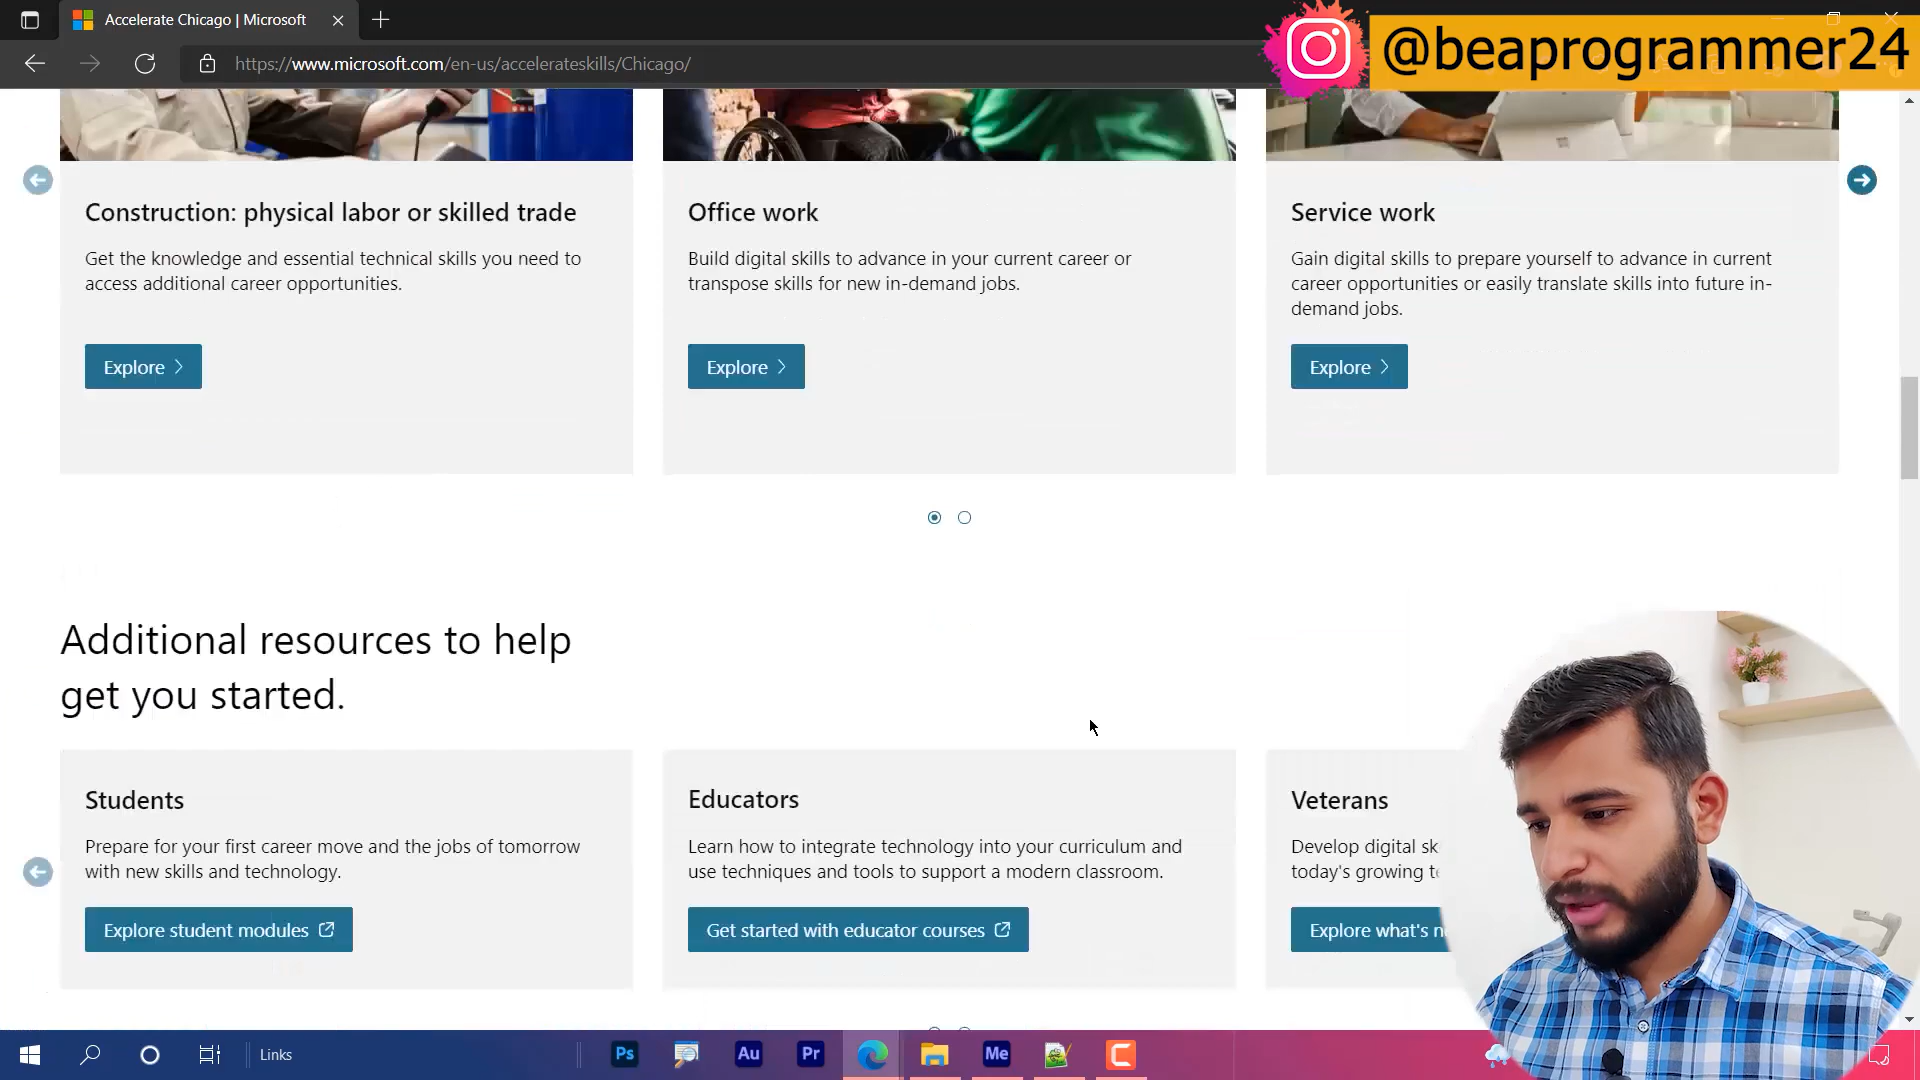 Accelerate Chicago | Microsoft
@beaprogrammer24
https://www.microsoft.com/en-us/accelerateskills/Chicago/
Construction: physical labor or skilled trade
Get the knowledge and essential technical skills you need to
access additional career opportunities.
Explore
Office work
Build digital skills to advance in your current career or
transpose skills for new in-demand jobs.
Explore
Service work
Gain digital skills to prepare yourself to advance in current
career opportunities or easily translate skills into future in-
demand jobs.
Explore
Additional resources to help
get you started.
Students
Prepare for your first career move and the jobs of tomorrow
with new skills and technology.
Explore student modules
Educators
Learn how to integrate technology into your curriculum and
use techniques and tools to support a modern classroom.
Get started with educator courses
Veterans
Develop digital sk
today's growing
Explore what's
Links
Ps
Au
Pr
Me